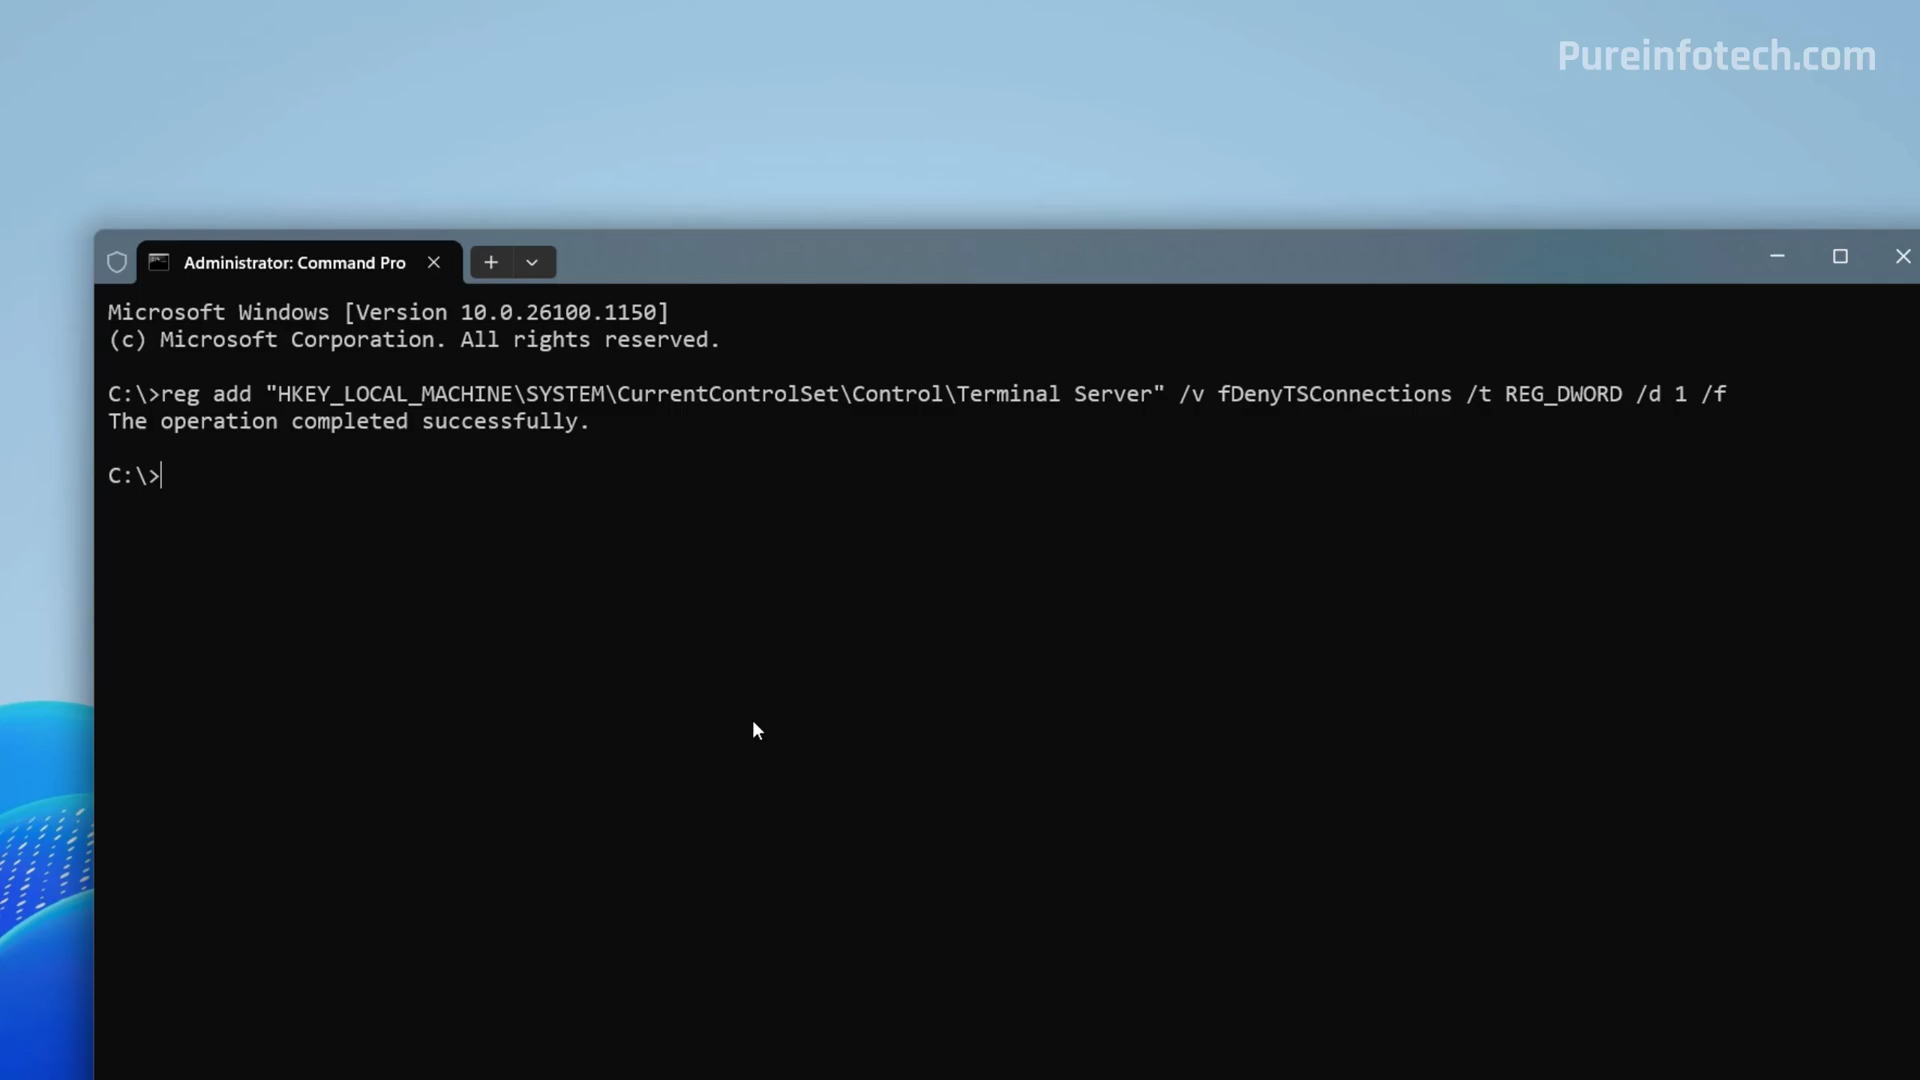 Pureinfotech.com
Administrator: Command Pro
Microsoft Windows [Version 10.0.26100.1150]
(c) Microsoft Corporation. All rights reserved.
C:\>reg add "HKEY_LOCAL_MACHINE\SYSTEM\CurrentControlSet\Control\Terminal Server" /v fDenyTSConnections /t REG_DWORD /d 1 /f
The operation completed successfully.
C:\>